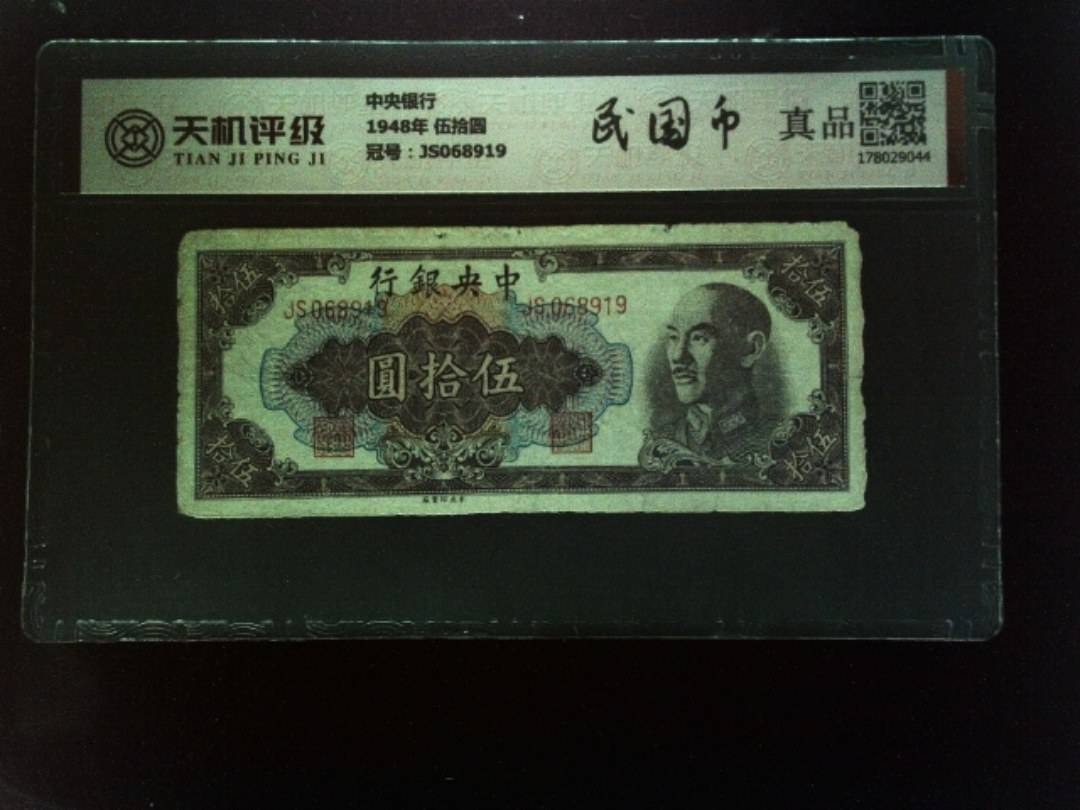 天机评级
TIAN JI PING JI
中央银行
1948年 伍拾圆
冠号：JS068919
民国币
真品
178029044
行銀央中
JS068919
JS068919
圓拾伍
拾伍
拾伍
拾伍
拾伍